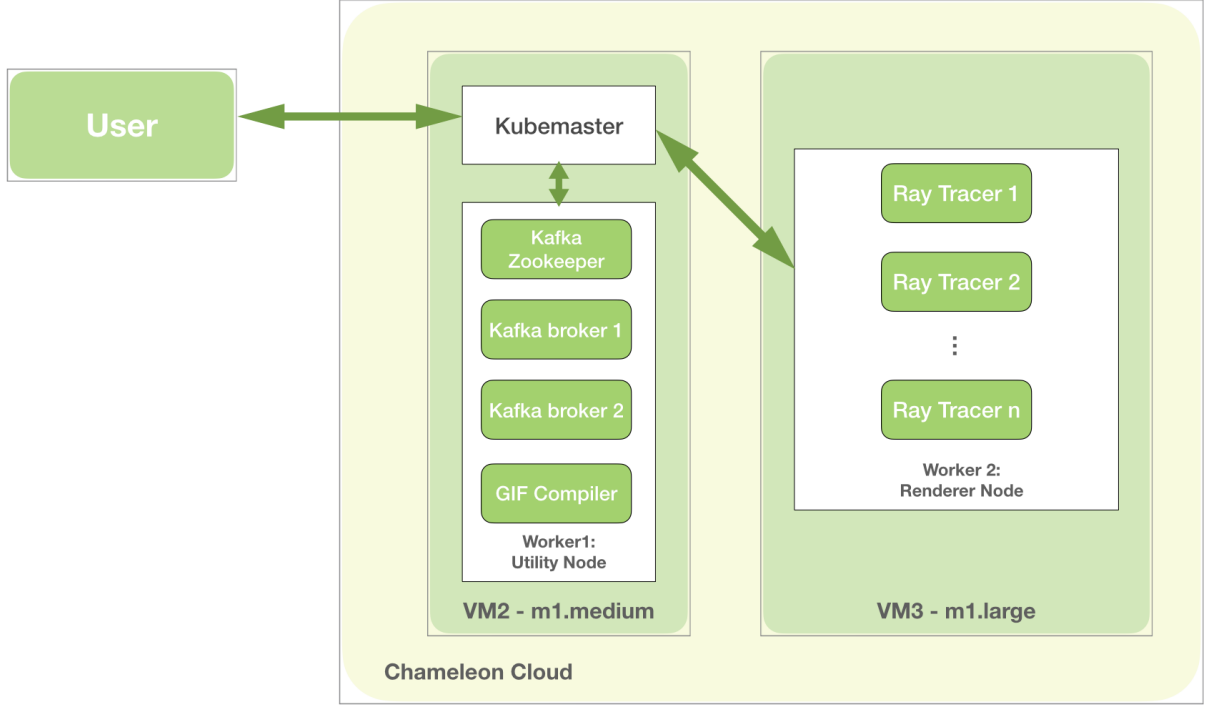 User
Kubemaster
Kafka
Zookeeper
Kafka broker 1
Kafka broker 2
GIF Compiler
Worker1:
Utility Node
VM2 - m1.medium
Ray Tracer 1
Ray Tracer 2
⋮
Ray Tracer n
Worker 2:
Renderer Node
VM3 - m1.large
Chameleon Cloud